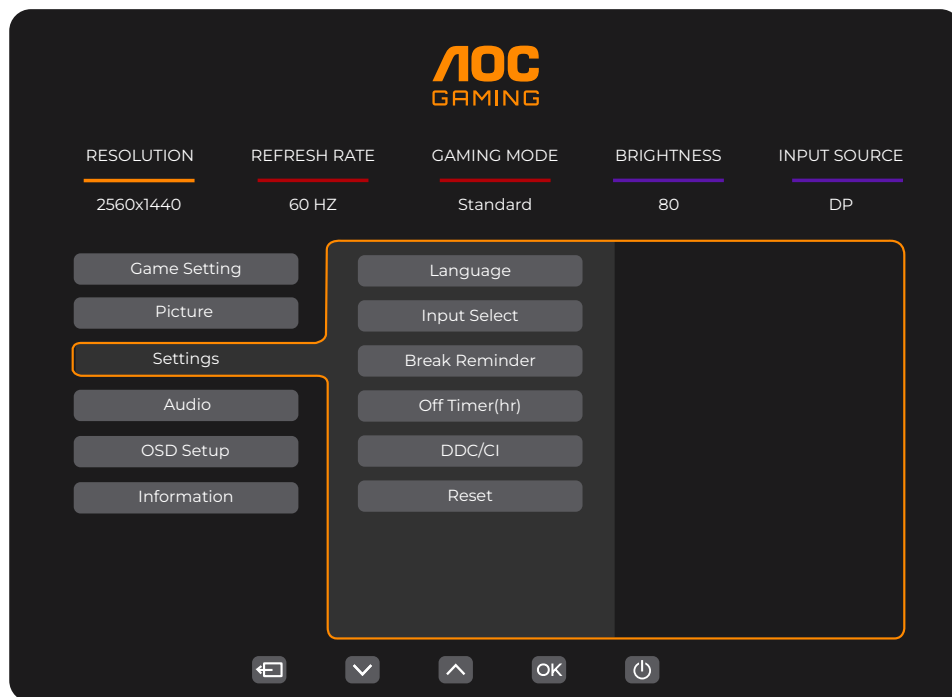 AOC
GAMING
RESOLUTION REFRESH RATE GAMING MODE BRIGHTNESS INPUT SOURCE
2560x1440 60 HZ Standard 80 DP
Game Setting
Picture
Settings
Audio
OSD Setup
Information
Language
Input Select
Break Reminder
Off Timer(hr)
DDC/CI
Reset
OK